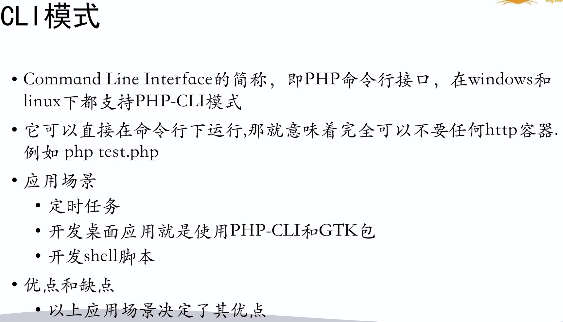 CLI模式
• Command Line Interface的简称，即PHP命令行接口，在windows和
linux下都支持PHP-CLI模式
• 它可以直接在命令行下运行,那就意味着完全可以不要任何http容器.
例如 php test.php
• 应用场景
• 定时任务
• 开发桌面应用就是使用PHP-CLI和GTK包
• 开发shell脚本
• 优点和缺点
• 以上应用场景决定了其优点